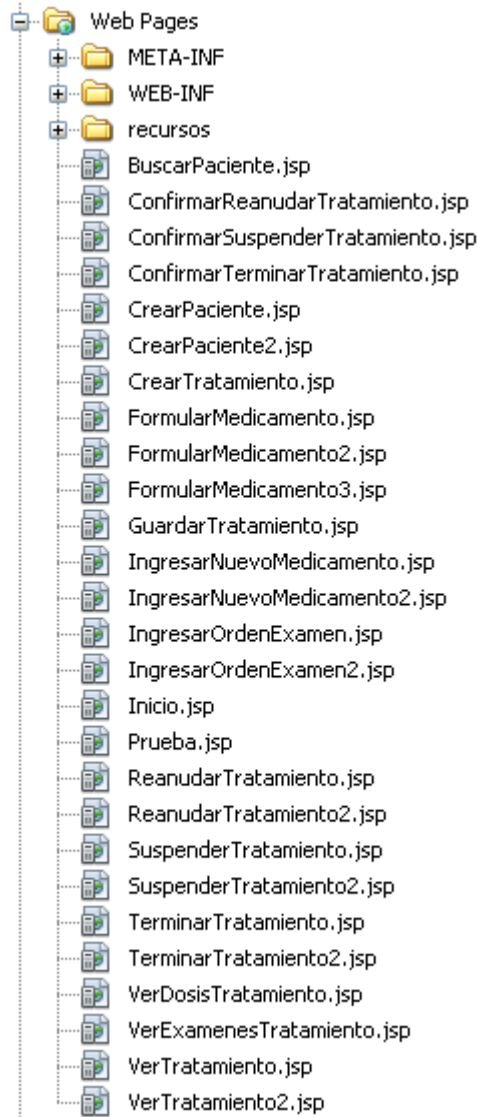 Web Pages
META-INF
WEB-INF
recursos
BuscarPaciente.jsp
ConfirmarReanudarTratamiento.jsp
ConfirmarSuspenderTratamiento.jsp
ConfirmarTerminarTratamiento.jsp
CrearPaciente.jsp
CrearPaciente2.jsp
CrearTratamiento.jsp
FormularMedicamento.jsp
FormularMedicamento2.jsp
FormularMedicamento3.jsp
GuardarTratamiento.jsp
IngresarNuevoMedicamento.jsp
IngresarNuevoMedicamento2.jsp
IngresarOrdenExamen.jsp
IngresarOrdenExamen2.jsp
Inicio.jsp
Prueba.jsp
ReanudarTratamiento.jsp
ReanudarTratamiento2.jsp
SuspenderTratamiento.jsp
SuspenderTratamiento2.jsp
TerminarTratamiento.jsp
TerminarTratamiento2.jsp
VerDosisTratamiento.jsp
VerExamenesTratamiento.jsp
VerTratamiento.jsp
VerTratamiento2.jsp